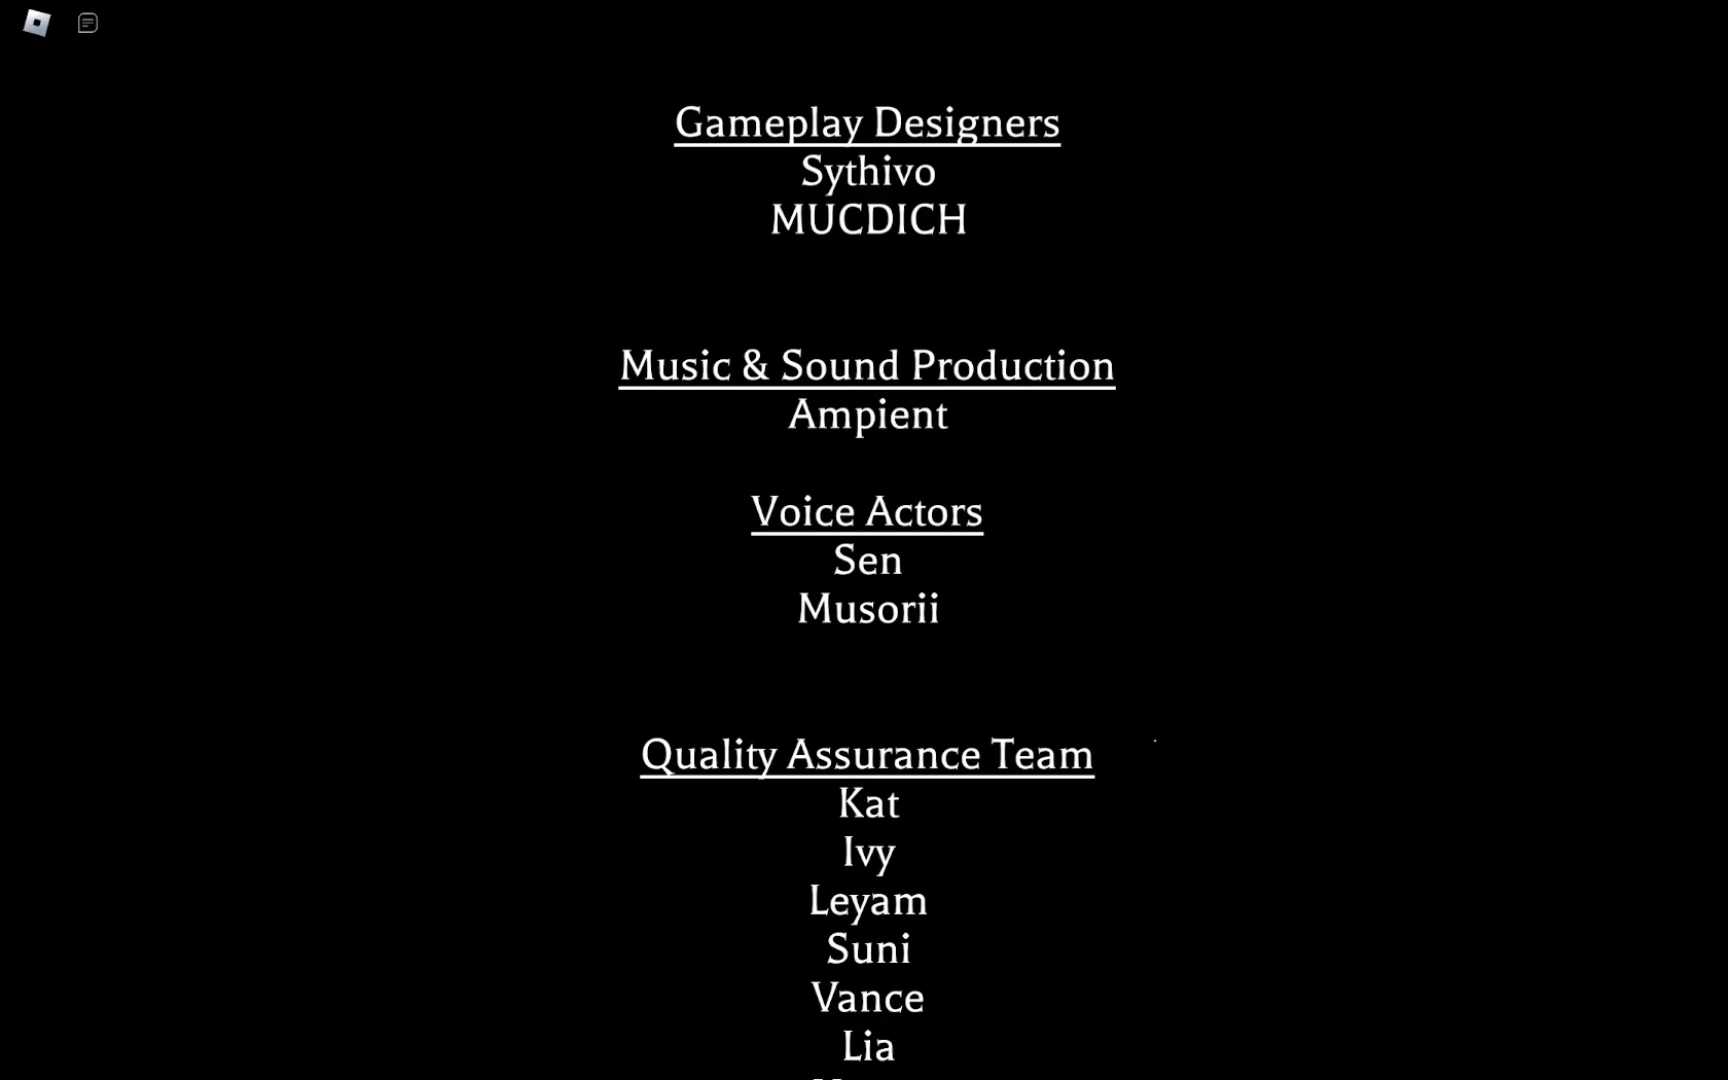 Gameplay Designers
Sythivo
MUCDICH
Music & Sound Production
Ampient
Voice Actors
Sen
Musorii
Quality Assurance Team
Kat
Ivy
Leyam
Suni
Vance
Lia